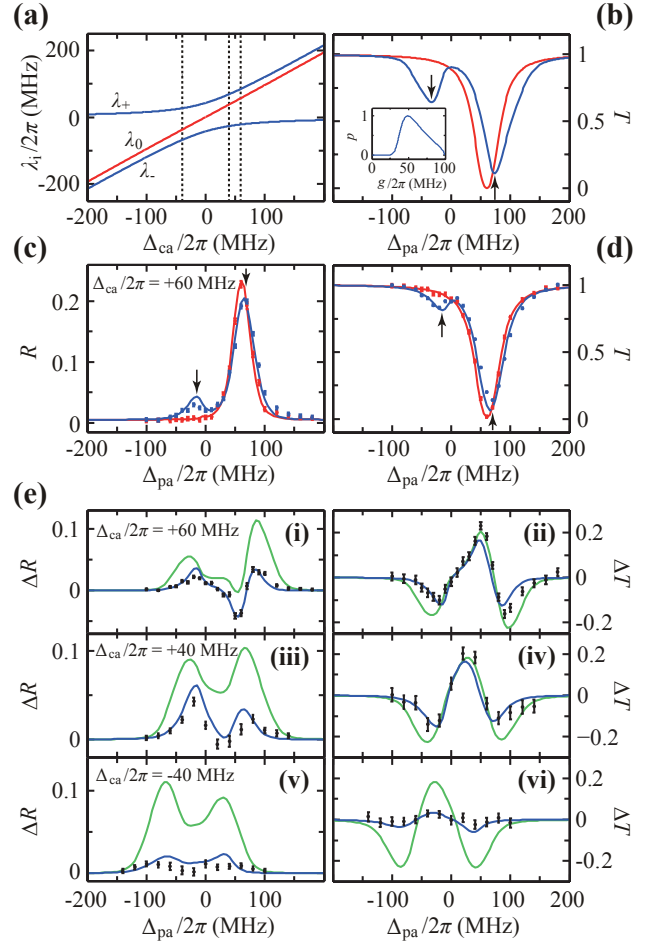 (a)
(b)
200
0
-200
λi/2π (MHz)
λ+
λ0
λ-
-200 -100 0 100
Δca/2π (MHz)
1
0.5
0
T
p
1
0
0 50 100
g/2π (MHz)
-100 0 100 200
Δpa/2π (MHz)
(c)
(d)
Δca/2π = +60 MHz
0.2
0.1
0
R
-200 -100 0 100
Δpa/2π (MHz)
1
0.5
0
T
-100 0 100 200
Δpa/2π (MHz)
(e)
Δca/2π = +60 MHz
(i)
0.1
0
ΔR
(ii)
0.2
0
-0.2
ΔT
Δca/2π = +40 MHz
(iii)
0.1
0
ΔR
(iv)
0.2
0
-0.2
ΔT
Δca/2π = -40 MHz
(v)
0.1
0
ΔR
(vi)
0.2
0
-0.2
ΔT
-200 -100 0 100
Δpa/2π (MHz)
-100 0 100 200
Δpa/2π (MHz)